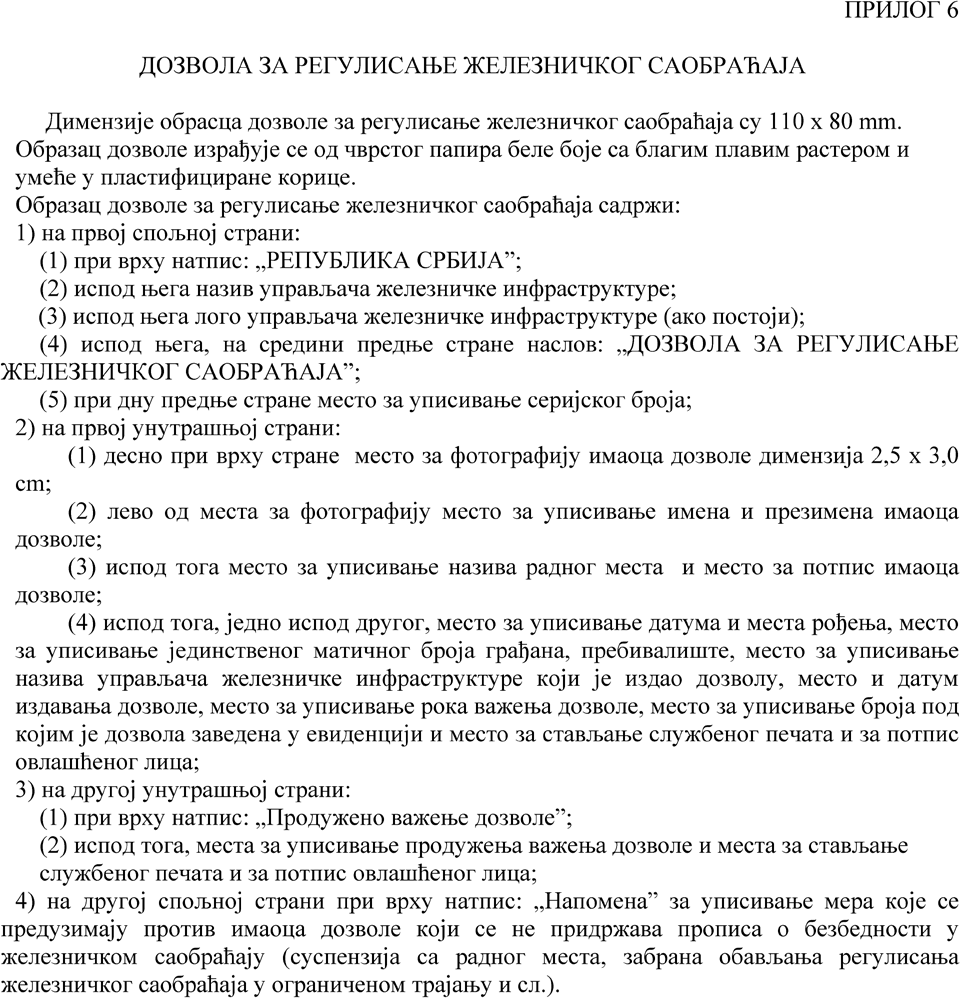 ПРИЛОГ 6
ДОЗВОЛА ЗА РЕГУЛИСАЊЕ ЖЕЛЕЗНИЧКОГ САОБРАЋАЈА
Димензије обрасца дозволе за регулисање железничког саобраћаја су 110 x 80 mm.
Образац дозволе израђује се од чврстог папира беле боје са благим плавим растером и
умеће у пластифициране корице.
Образац дозволе за регулисање железничког саобраћаја садржи:
1) на првој спољној страни:
(1) при врху натпис: „РЕПУБЛИКА СРБИЈА”;
(2) испод њега назив управљача железничке инфраструктуре;
(3) испод њега лого управљача железничке инфраструктуре (ако постоји);
(4) испод њега, на средини предње стране наслов: „ДОЗВОЛА ЗА РЕГУЛИСАЊЕ
ЖЕЛЕЗНИЧКОГ САОБРАЋАЈА”;
(5) при дну предње стране место за уписивање серијског броја;
2) на првој унутрашњој страни:
(1) десно при врху стране место за фотографију имаоца дозволе димензија 2,5 x 3,0
cm;
(2) лево од места за фотографију место за уписивање имена и презимена имаоца
дозволе;
(3) испод тога место за уписивање назива радног места и место за потпис имаоца
дозволе;
(4) испод тога, једно испод другог, место за уписивање датума и места рођења, место
за уписивање јединственог матичног броја грађана, пребивалиште, место за уписивање
назива управљача железничке инфраструктуре који је издао дозволу, место и датум
издавања дозволе, место за уписивање рока важења дозволе, место за уписивање броја под
којим је дозвола заведена у евиденцији и место за стављање службеног печата и за потпис
овлашћеног лица;
3) на другој унутрашњој страни:
(1) при врху натпис: „Продужено важење дозволе”;
(2) испод тога, места за уписивање продужења важења дозволе и места за стављање
службеног печата и за потпис овлашћеног лица;
4) на другој спољној страни при врху натпис: „Напомена” за уписивање мера које се
предузимају против имаоца дозволе који се не придржава прописа о безбедности у
железничком саобраћају (суспензија са радног места, забрана обављања регулисања
железничког саобраћаја у ограниченом трајању и сл.).